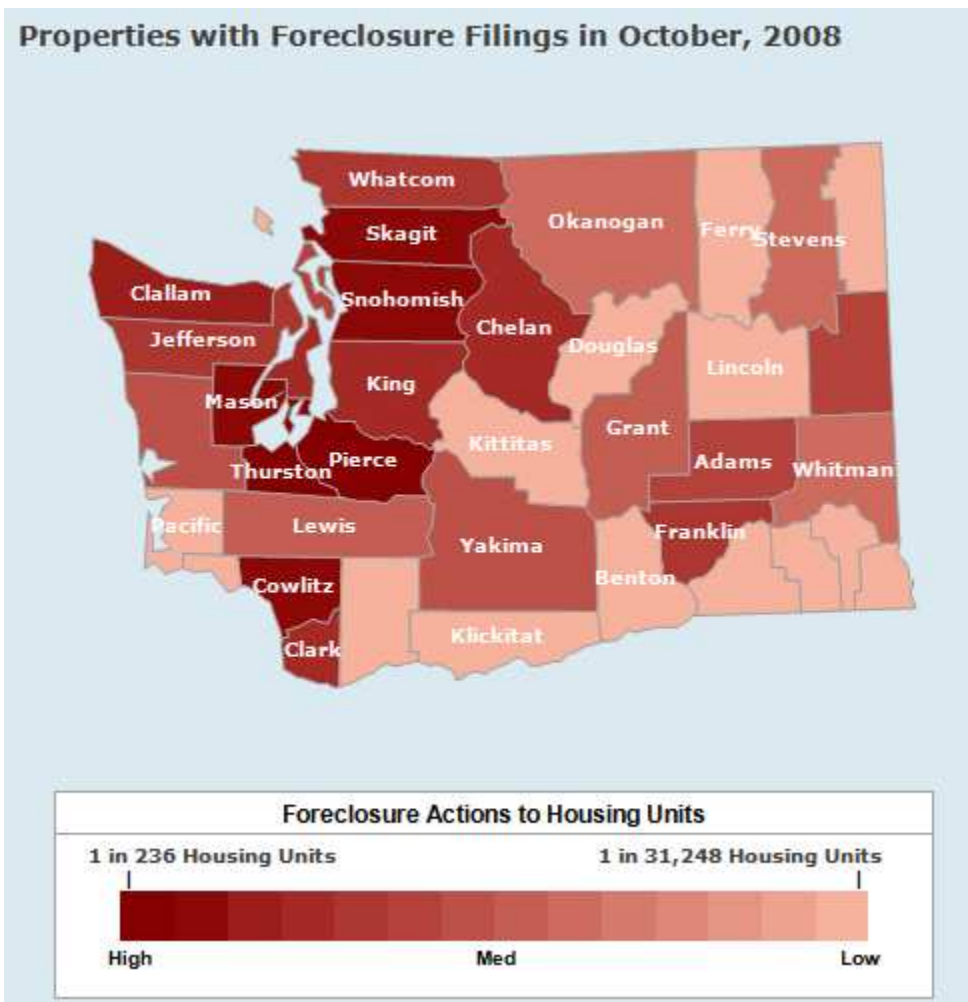 Properties with Foreclosure Filings in October, 2008
Whatcom
Skagit
Okanogan
Ferry
Stevens
Clallam
Snohomish
Jefferson
Chelan
Douglas
Lincoln
King
Mason
Grant
Kittitas
Thurston
Pierce
Adams
Whitman
Pacific
Lewis
Yakima
Franklin
Cowlitz
Benton
Clark
Klickitat
Foreclosure Actions to Housing Units
1 in 236 Housing Units 1 in 31,248 Housing Units
High Med Low